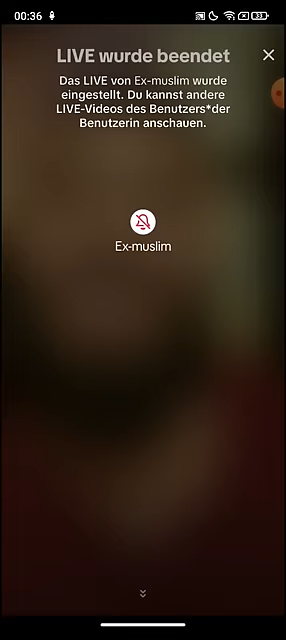 00:36
33
LIVE wurde beendet
Das LIVE von Ex-muslim wurde
eingestellt. Du kannst andere
LIVE-Videos des Benutzers*der
Benutzerin anschauen.
Ex-muslim